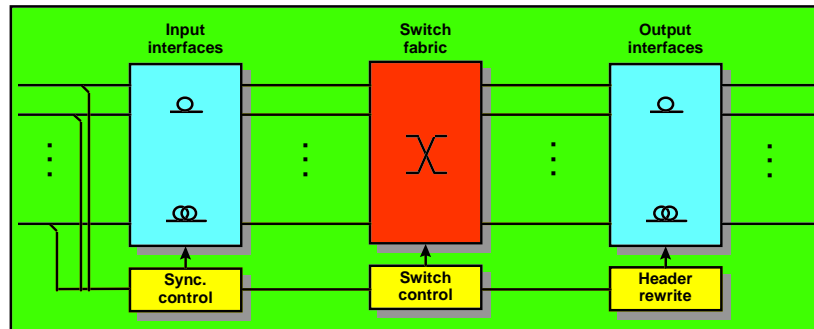 Input
interfaces
Switch
fabric
Output
interfaces
Sync.
control
Switch
control
Header
rewrite